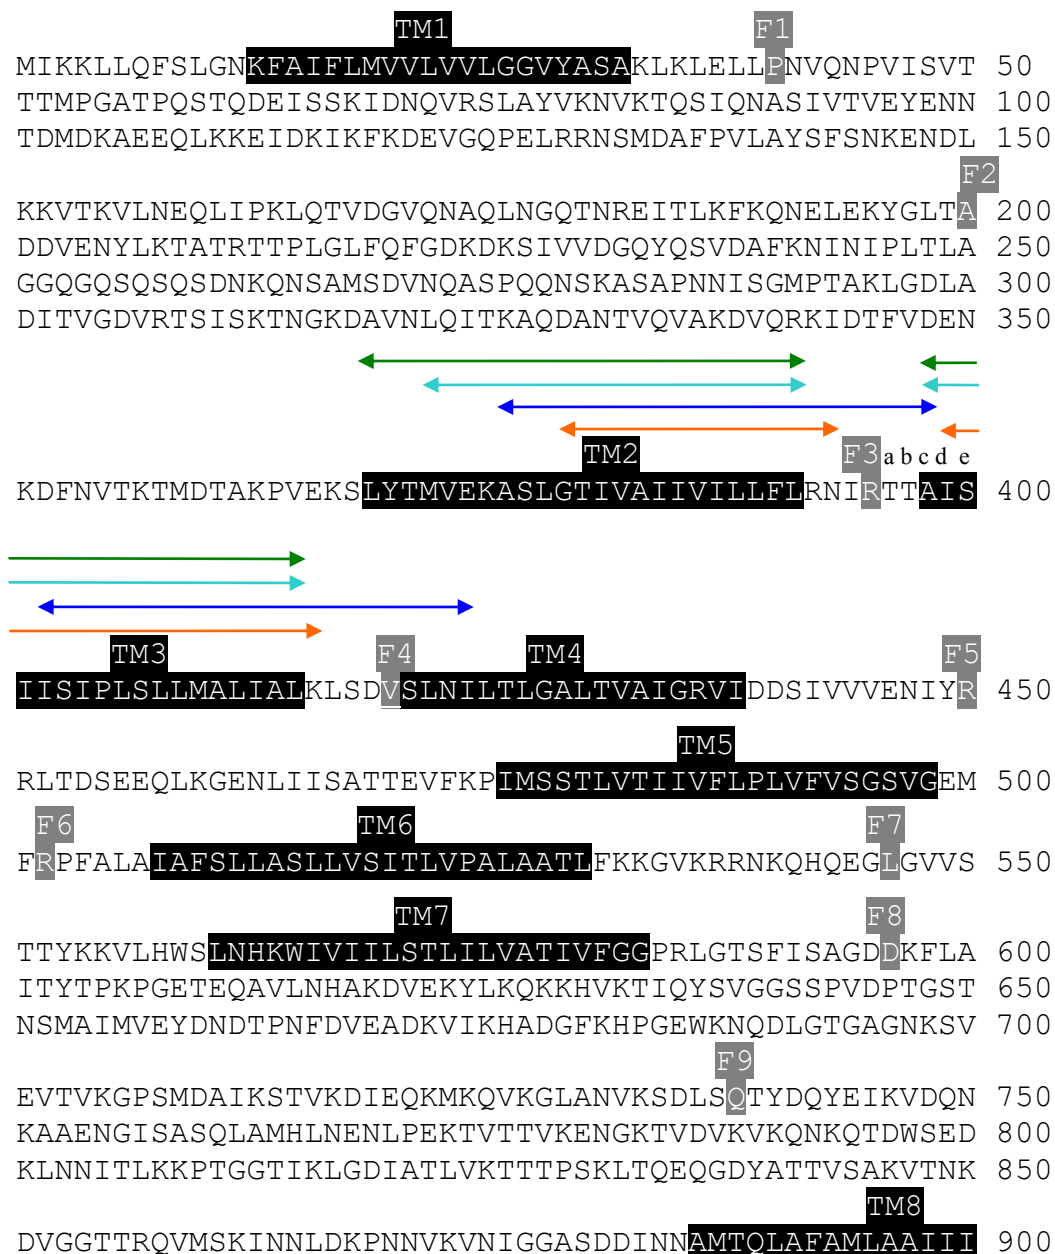 TM1 F1
MIKKLLQFSLGNKFAIFLMVVLVVLGGVYASAKLKLELLPNVQNPVISVT 50
TTMPGATPQSTQDEISSKIDNQVRSLAYVKNVKTQSIQNASIVTVEYENN 100
TDMDKAEEQLKKEIDKIKFKDEVGQPELRRNSMDAFPVLAYSFSNKENDL 150
F2
KKVTKVLNEQLIPKLQTVDGVQNAQLNGQTNREITLKFKQNELEKYGLTA 200
DDVENYLKTATRTTPLGLFQFGDKDKSIVVDGQYQSVDAFKNINIPLTLA 250
GGQGQSQSQSDNKQNSAMSDVNQASPQQNSKASAPNNISGMPTAKLGDLA 300
DITVGDVRTSISKTNGKDAVNLQITKAQDANTVQVAKDVQRKIDTFVDEN 350
TM2 F3 a b c d e
KDFNVTKTMDTAKPVEKSLYTMVEKASLGTIVAIIVILLFLRNIRTTAIS 400
TM3 F4 TM4 F5
IISIPLSLLMALIALKLSDVSLNILTLGALTVAIGRVIDDSIVVVENIYR 450
TM5
RLTDSEEQLKGENLIISATTEVFKPIMSSTLVTIIVFLPLVFVSGSVGEM 500
F6 TM6 F7
FRPFALAIAFSLLASLLVSITLVPALAATLFKKGVKRRNKQHQEGLGVVS 550
TM7 F8
TTYKKVLHWSLNHKWIVIILSTLILVATIVFGGPRLGTSFISAGDDKFLA 600
ITYTPKPGETEQAVLNHAKDVEKYLKQKKHVKTIQYSVGGSSPVDPTGST 650
NSMAIMVEYDNDTPNFDVEADKVIKHADGFKHPGEWKNQDLGTGAGNKSV 700
F9
EVTVKGPSMDAIKSTVKDIEQKMKQVKGLANVKSDLSQTYDQYEIKVDQN 750
KAAENGISASQLAMHLNENLPEKTVTTVKENGKTVDVKVKQNKQTDWSED 800
KLNNITLKKPTGGTIKLGDIATLVKTTTPSKLTQEQGDYATTVSAKVTNK 850
TM8
DVGGTTRQVMSKINNLDKPNNVKVNIGGASDDINNAMTQLAFAMLAAIII 900